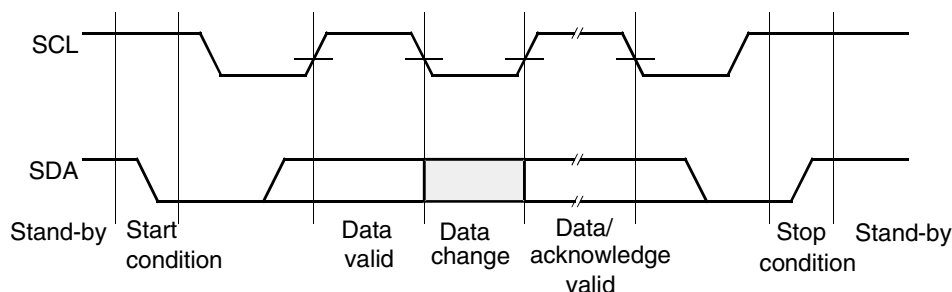 SCL
SDA
Stand-by
Start
condition
Data
valid
Data
change
Data/
acknowledge
valid
Stop
condition
Stand-by